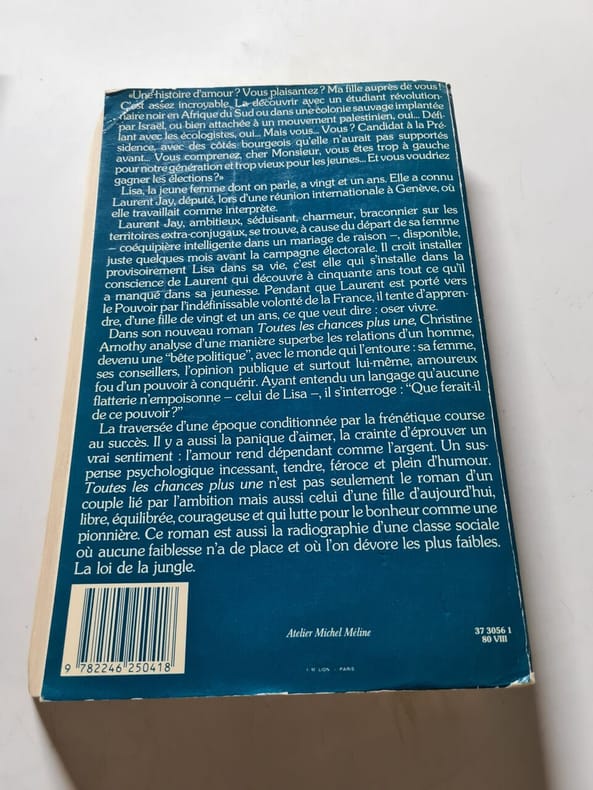 «Une histoire d'amour ? Vous plaisantez ? Ma fille auprès de vous !
C'est assez incroyable. La découvrir avec un étudiant révolution-
naire noir en Afrique du Sud ou dans une colonie sauvage implantée
par Israël, ou bien attachée à un mouvement palestinien, oui... Défi-
lant avec les écologistes, oui... Mais vous... Vous ? Candidat à la Pré-
sidence, avec des côtés bourgeois qu'elle n'aurait pas supportés
avant... Vous comprenez, cher Monsieur, vous êtes trop à gauche
pour notre génération et trop vieux pour les jeunes... Et vous voudriez
gagner les élections ?»
Lisa, la jeune femme dont on parle, a vingt et un ans. Elle a connu
Laurent Jay, député, lors d'une réunion internationale à Genève, où
elle travaillait comme interprète.
Laurent Jay, ambitieux, séduisant, charmeur, braconnier sur les
territoires extra-conjugaux, se trouve, à cause du départ de sa femme
– coéquipière intelligente dans un mariage de raison –, disponible,
juste quelques mois avant la campagne électorale. Il croit installer
provisoirement Lisa dans sa vie, c'est elle qui s'installe dans la
conscience de Laurent qui découvre à cinquante ans tout ce qu'il
a manqué dans sa jeunesse. Pendant que Laurent est porté vers
le Pouvoir par l'indéfinissable volonté de la France, il tente d'appren-
dre, d'une fille de vingt et un ans, ce que veut dire : oser vivre.
Dans son nouveau roman Toutes les chances plus une, Christine
Arnothy analyse d'une manière superbe les relations d'un homme,
devenu une "bête politique", avec le monde qui l'entoure : sa femme,
ses conseillers, l'opinion publique et surtout lui-même, amoureux
fou d'un pouvoir à conquérir. Ayant entendu un langage qu'aucune
flatterie n'empoisonne – celui de Lisa –, il s'interroge : "Que ferait-il
de ce pouvoir ?"
La traversée d'une époque conditionnée par la frénétique course
au succès. Il y a aussi la panique d'aimer, la crainte d'éprouver un
vrai sentiment : l'amour rend dépendant comme l'argent. Un sus-
pense psychologique incessant, tendre, féroce et plein d'humour.
Toutes les chances plus une n'est pas seulement le roman d'un
couple lié par l'ambition mais aussi celui d'une fille d'aujourd'hui,
libre, équilibrée, courageuse et qui lutte pour le bonheur comme une
pionnière. Ce roman est aussi la radiographie d'une classe sociale
où aucune faiblesse n'a de place et où l'on dévore les plus faibles.
La loi de la jungle.
9 782246 250418
Atelier Michel Méline
37 3056 1
80 VIII
I. M. LION - PARIS